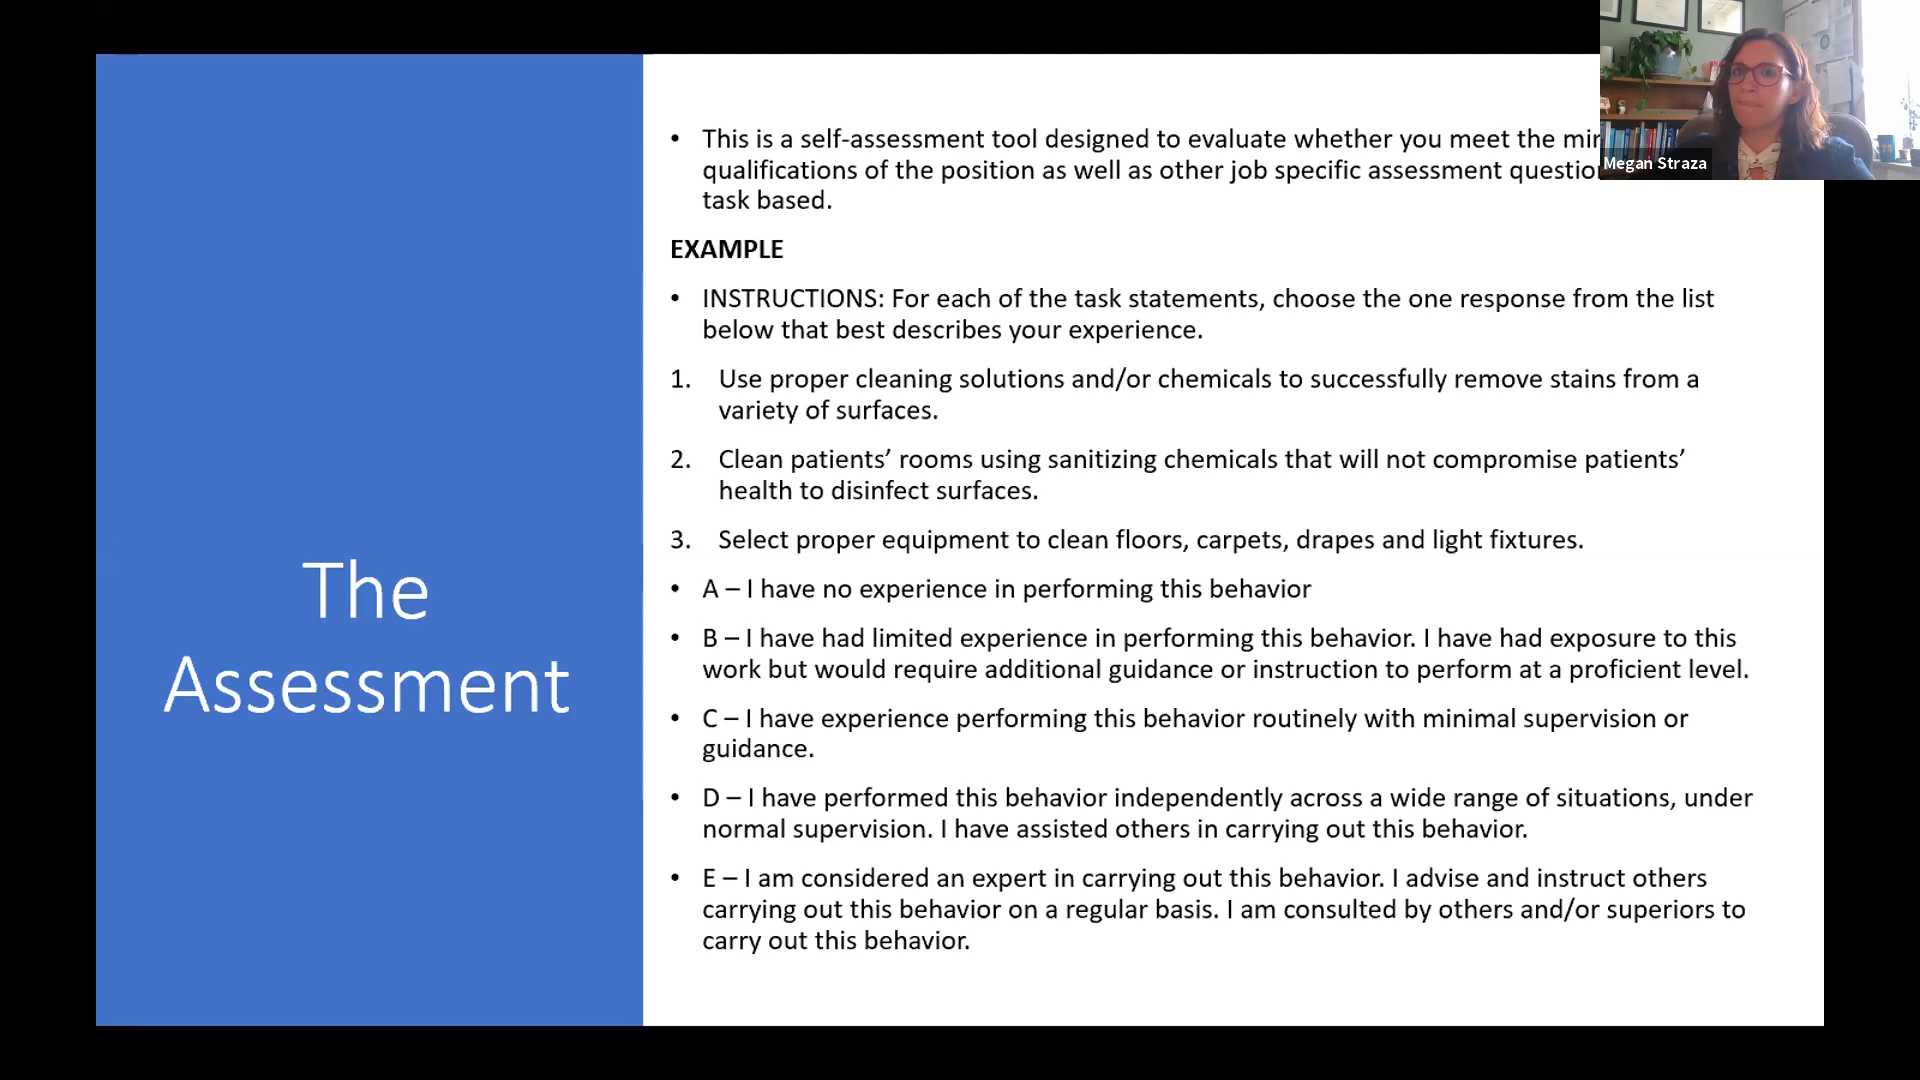 The
Assessment
• This is a self-assessment tool designed to evaluate whether you meet the
qualifications of the position as well as other job specific assessment
task based.
EXAMPLE
• INSTRUCTIONS: For each of the task statements, choose the one response from the list
below that best describes your experience.
1. Use proper cleaning solutions and/or chemicals to successfully remove stains from a
variety of surfaces.
2. Clean patients’ rooms using sanitizing chemicals that will not compromise patients’
health to disinfect surfaces.
3. Select proper equipment to clean floors, carpets, drapes and light fixtures.
• A – I have no experience in performing this behavior
• B – I have had limited experience in performing this behavior. I have had exposure to this
work but would require additional guidance or instruction to perform at a proficient level.
• C – I have experience performing this behavior routinely with minimal supervision or
guidance.
• D – I have performed this behavior independently across a wide range of situations, under
normal supervision. I have assisted others in carrying out this behavior.
• E – I am considered an expert in carrying out this behavior. I advise and instruct others
carrying out this behavior on a regular basis. I am consulted by others and/or superiors to
carry out this behavior.
Megan Straza